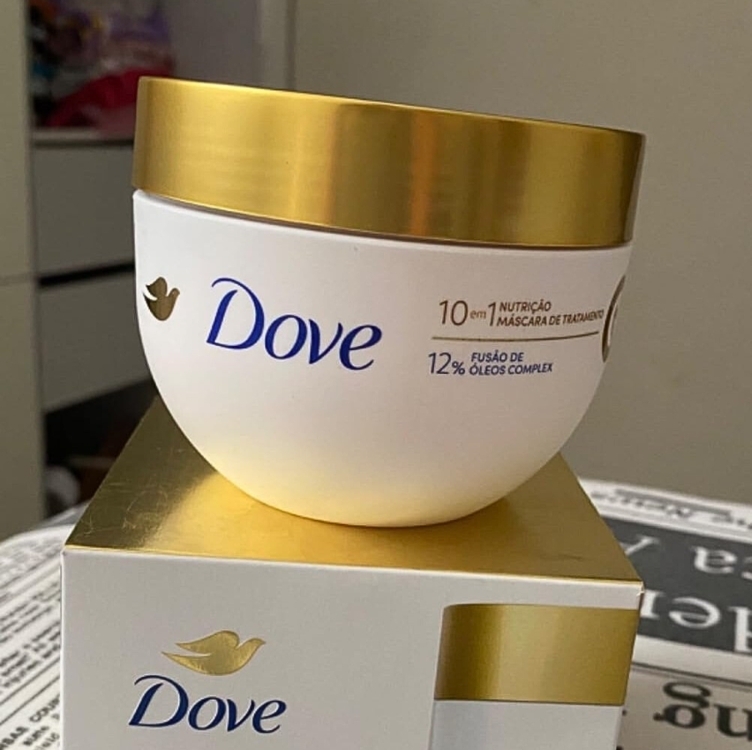 Dove
10 em 1 NUTRIÇÃO
MÁSCARA DE TRATAMENTO
12% FUSÃO DE
ÓLEOS COMPLEX
Dove